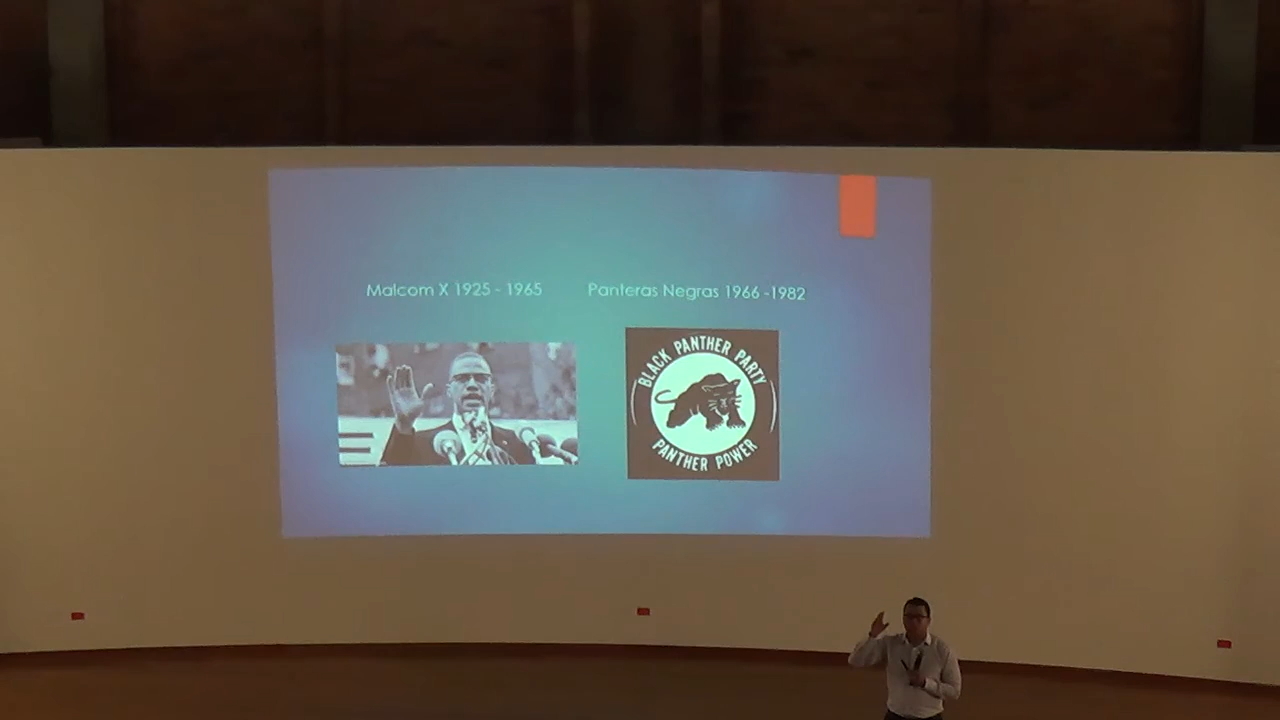 Malcom X 1925 - 1965
Panteras Negras 1966 -1982
BLACK PANTHER PARTY
PANTHER POWER